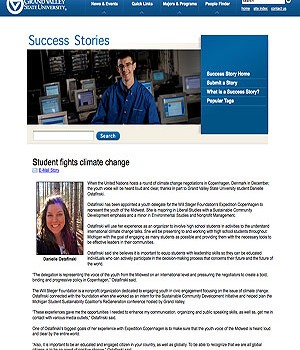 GRAND VALLEY
STATE UNIVERSITY
News & Events
Quick Links
Majors & Programs
People Finder
home site index contact us
Success Stories
Success Story Home
Submit a Story
What is a Success Story?
Popular Tags
Search
Student fights climate change
E-Mail Story
When the United Nations hosts a round of climate change negotiations in Copenhagen, Denmark in December,
the youth voice will be heard loud and clear, thanks in part to Grand Valley State University student Danielle
Ostafinski.
Ostafinski has been appointed a youth delegate for the Will Steger Foundation's Expedition Copenhagen to
represent the youth of the Midwest. She is majoring in Liberal Studies with a Sustainable Community
Development emphasis and a minor in Environmental Studies and Nonprofit Management.
Ostafinski will use her experience as an organizer to involve high school students in activities to the understand
international climate change talks. She will be presenting to and working with high school students throughout
Michigan with the goal of engaging as many students as possible and providing them with the necessary tools to
be effective leaders in their communities.
Danielle Ostafinski
Ostafinski said she believes it is important to equip students with leadership skills so they can be educated
individuals who can actively participate in the decision-making process that concerns their future and the future of
the world.
"The delegation is representing the voice of youth from the Midwest on an international level and pressuring the negotiators to create a bold,
binding and progressive policy in Copenhagen," Ostafinski said.
The Will Steger Foundation is a nonprofit organization dedicated to engaging youth in civic engagement focusing on the issue of climate change.
Ostafinski connected with the foundation when she worked as an intern for the Sustainable Community Development Initiative and helped plan the
Michigan Student Sustainability Coalition's RePower Michigan conference hosted by Grand Valley.
"These experiences gave me the opportunities I needed to enhance my communication, organizing and public speaking skills, as well as, get me in
contact with various media outlets," Ostafinski said.
One of Ostafinski's biggest goals of her experience with Expedition Copenhagen is to make sure that the youth voice of the Midwest is heard loud
and clear by the entire world.
"Also, it is important to be an educated and engaged citizen in your country, as well as globally. To be able to recognize that we are all global